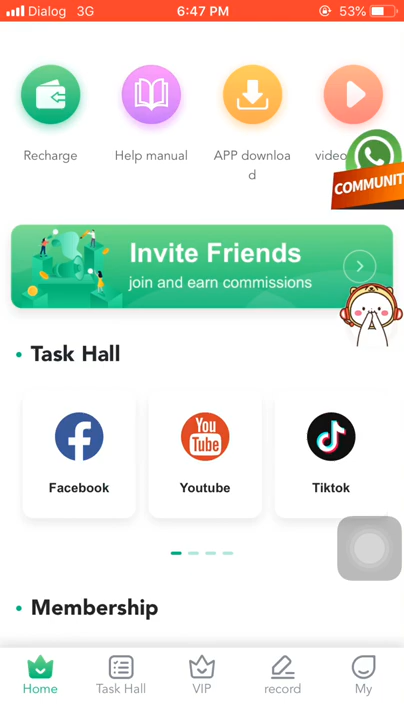 Dialog 3G 6:47 PM 53%
Recharge
Help manual
APP downloa
d
video
COMMUNIT
Invite Friends
join and earn commissions
Task Hall
You
Tube
Facebook
Youtube
Tiktok
Membership
Home
Task Hall
VIP
record
My